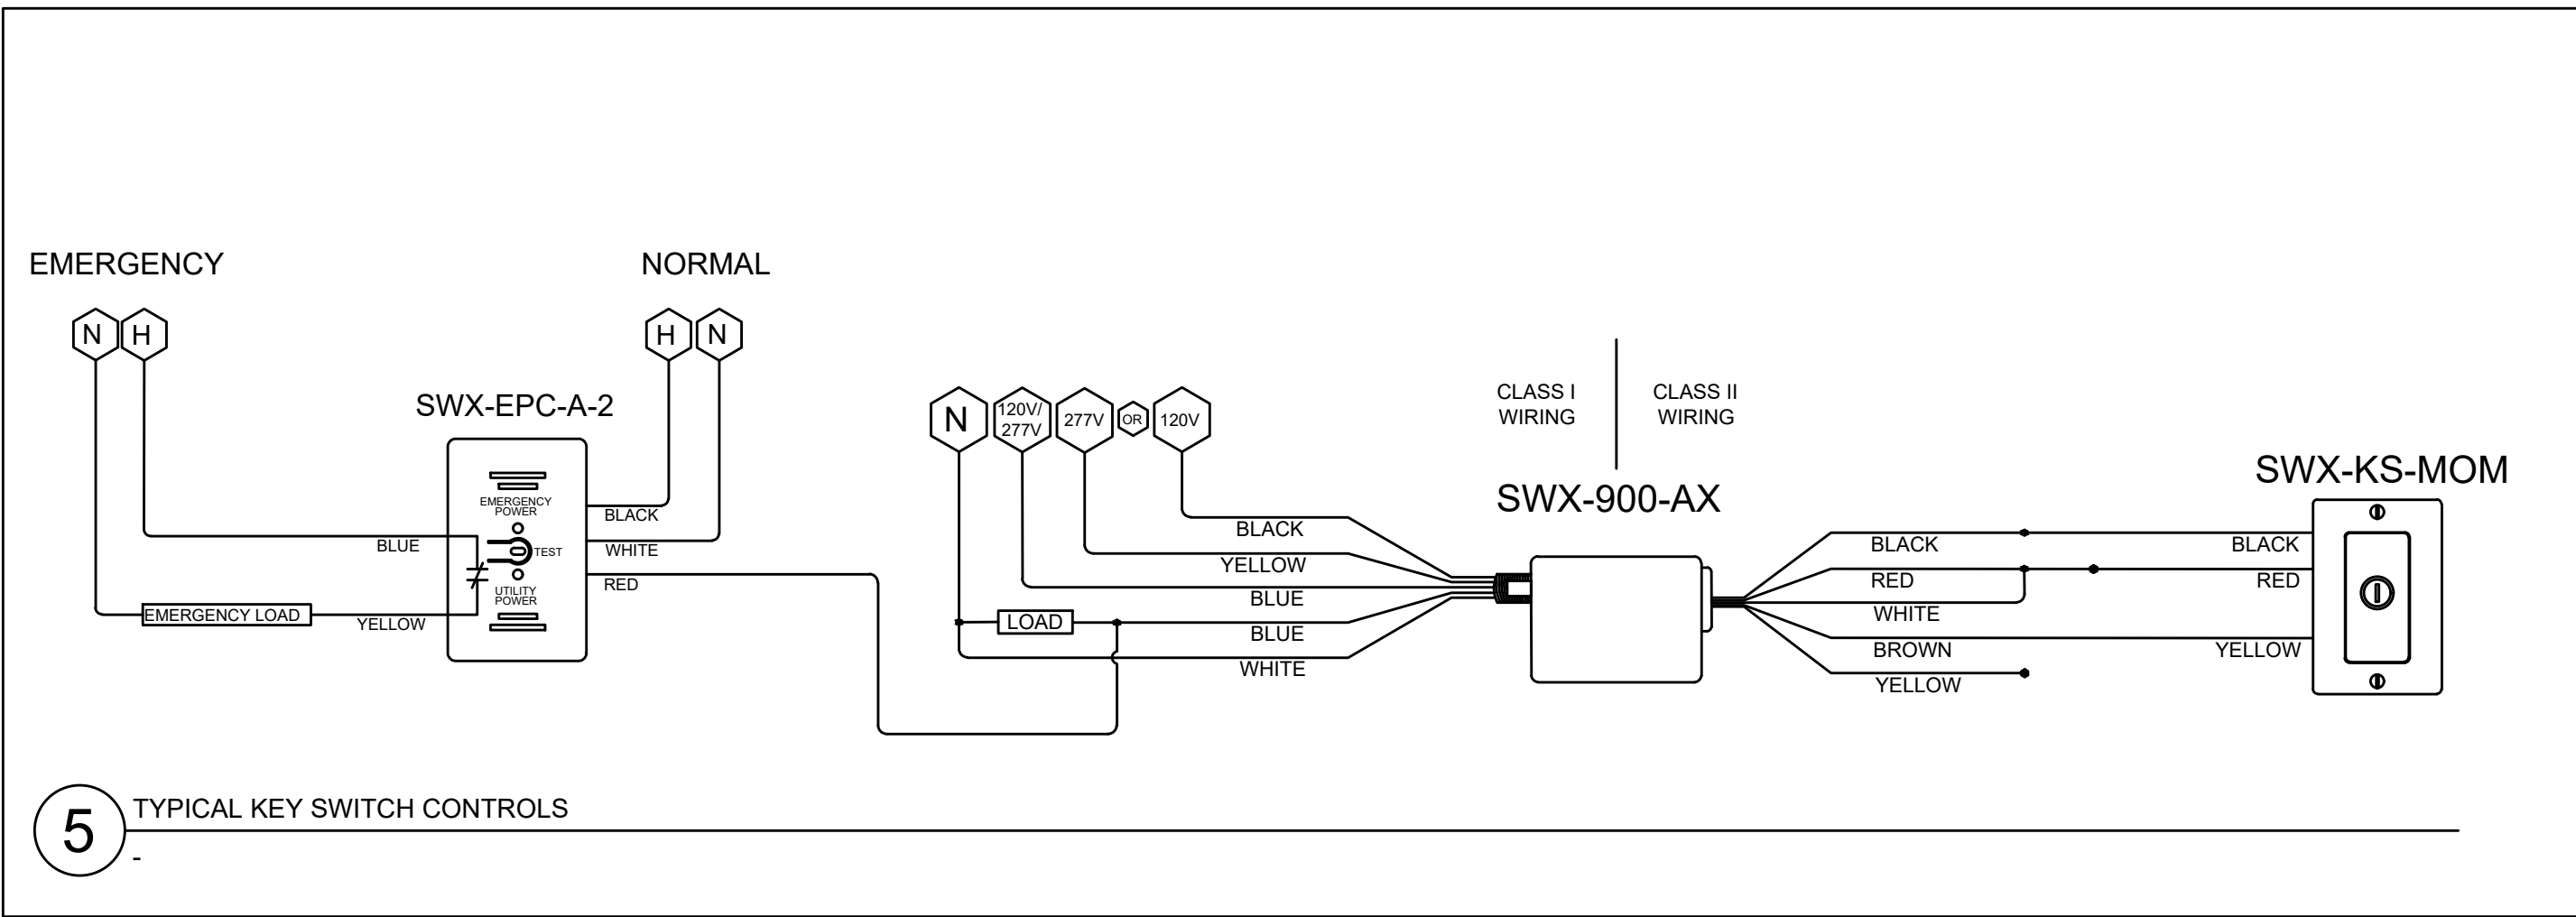 EMERGENCY
NORMAL
N
H
H
N
SWX-EPC-A-2
EMERGENCY
POWER
TEST
UTILITY
POWER
BLUE
EMERGENCY LOAD
YELLOW
BLACK
WHITE
RED
N
120V/
277V
277V
OR
120V
CLASS I
WIRING
CLASS II
WIRING
SWX-900-AX
SWX-KS-MOM
BLACK
YELLOW
BLUE
LOAD
BLUE
WHITE
BLACK
RED
WHITE
BROWN
YELLOW
BLACK
RED
YELLOW
5
TYPICAL KEY SWITCH CONTROLS
-